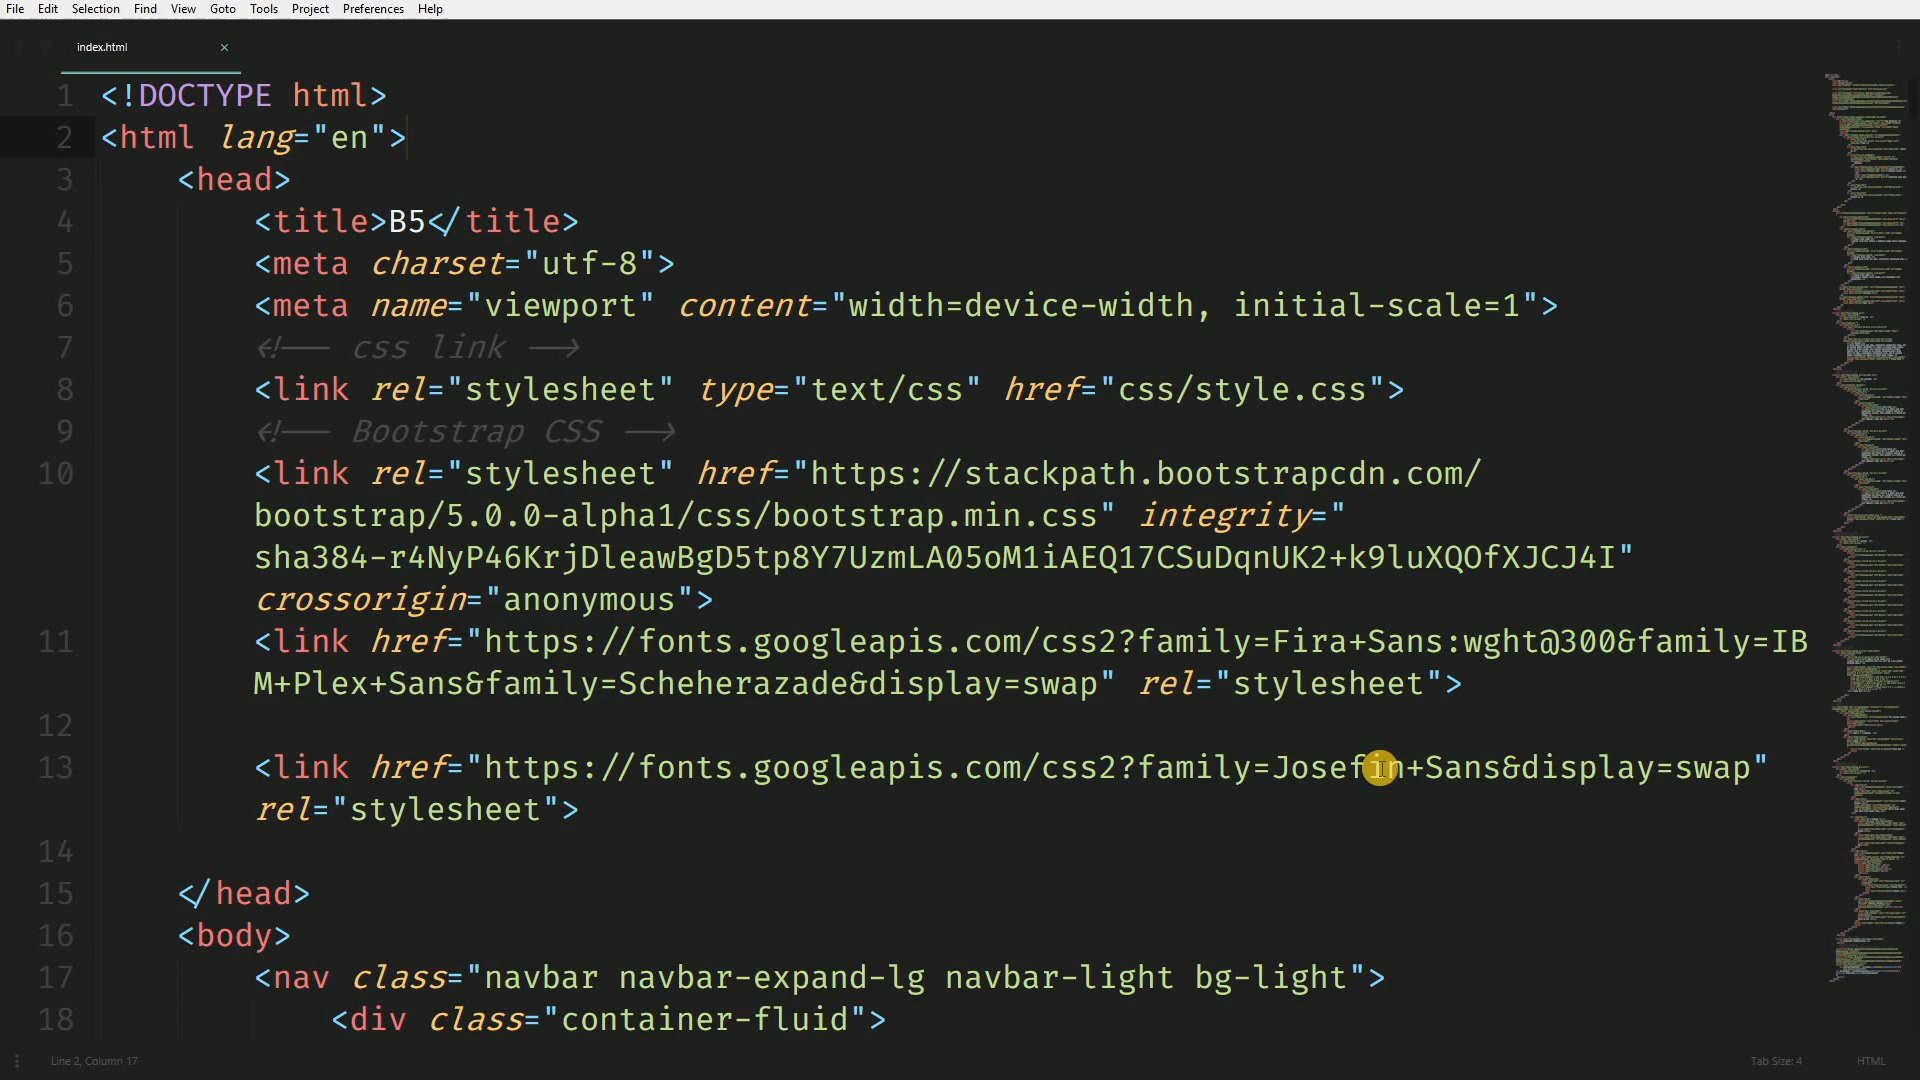 File Edit Selection Find View Goto Tools Project Preferences Help
index.html ×
1 <!DOCTYPE html>
2 <html lang="en">
3 <head>
4 <title>B5</title>
5 <meta charset="utf-8">
6 <meta name="viewport" content="width=device-width, initial-scale=1">
7 <!-- css link -->
8 <link rel="stylesheet" type="text/css" href="css/style.css">
9 <!-- Bootstrap CSS -->
10 <link rel="stylesheet" href="https://stackpath.bootstrapcdn.com/
bootstrap/5.0.0-alpha1/css/bootstrap.min.css" integrity="
sha384-r4NyP46KrjDleawBgD5tp8Y7UzmLA05oM1iAEQ17CSuDqnUK2+k9luXQOfXJCJ4I"
crossorigin="anonymous">
11 <link href="https://fonts.googleapis.com/css2?family=Fira+Sans:wght@300&family=IB
M+Plex+Sans&family=Scheherazade&display=swap" rel="stylesheet">
12
13 <link href="https://fonts.googleapis.com/css2?family=Josefin+Sans&display=swap"
rel="stylesheet">
14
15 </head>
16 <body>
17 <nav class="navbar navbar-expand-lg navbar-light bg-light">
18 <div class="container-fluid">
Line 2, Column 17 Tab Size: 4 HTML